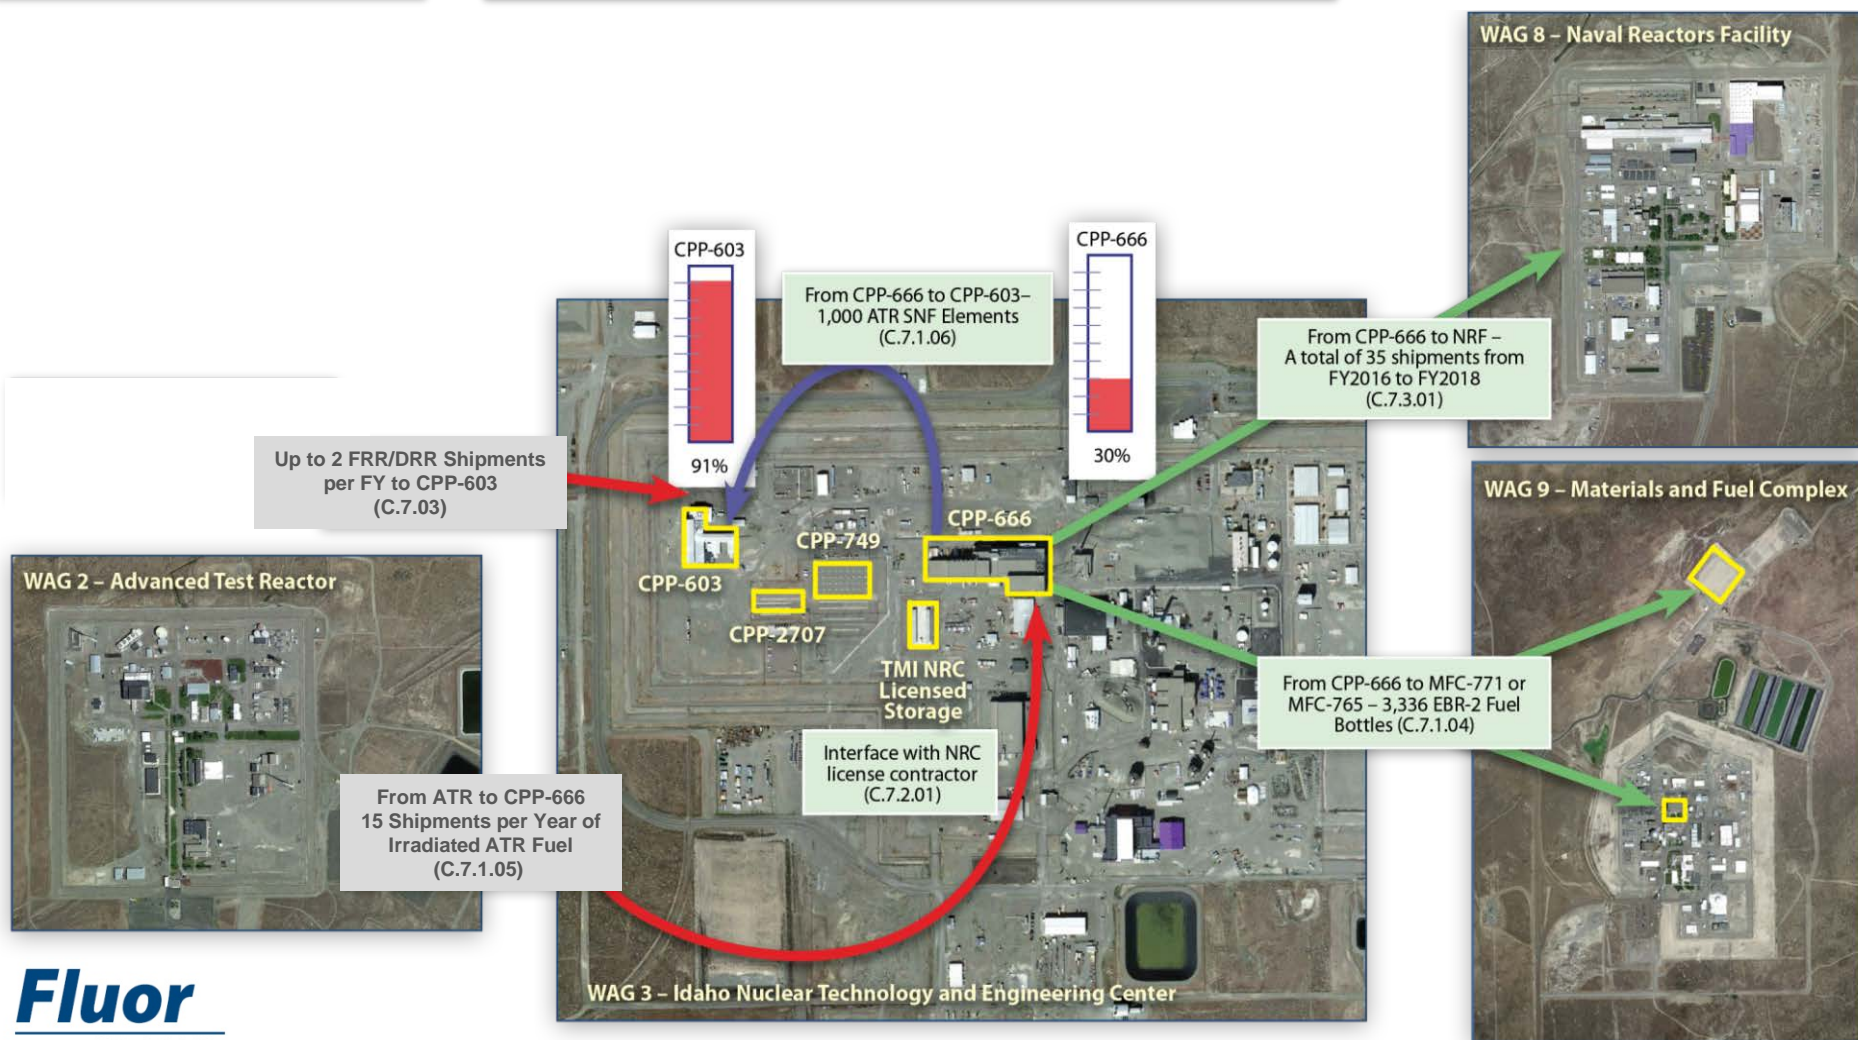 WAG 8 – Naval Reactors Facility
CPP-603
91%
From CPP-666 to CPP-603–
1,000 ATR SNF Elements
(C.7.1.06)
CPP-666
30%
From CPP-666 to NRF –
A total of 35 shipments from
FY2016 to FY2018
(C.7.3.01)
Up to 2 FRR/DRR Shipments
per FY to CPP-603
(C.7.03)
WAG 9 – Materials and Fuel Complex
WAG 2 – Advanced Test Reactor
CPP-603
CPP-749
CPP-2707
CPP-666
TMI NRC
Licensed
Storage
From CPP-666 to MFC-771 or
MFC-765 – 3,336 EBR-2 Fuel
Bottles (C.7.1.04)
Interface with NRC
license contractor
(C.7.2.01)
From ATR to CPP-666
15 Shipments per Year of
Irradiated ATR Fuel
(C.7.1.05)
WAG 3 – Idaho Nuclear Technology and Engineering Center
Fluor